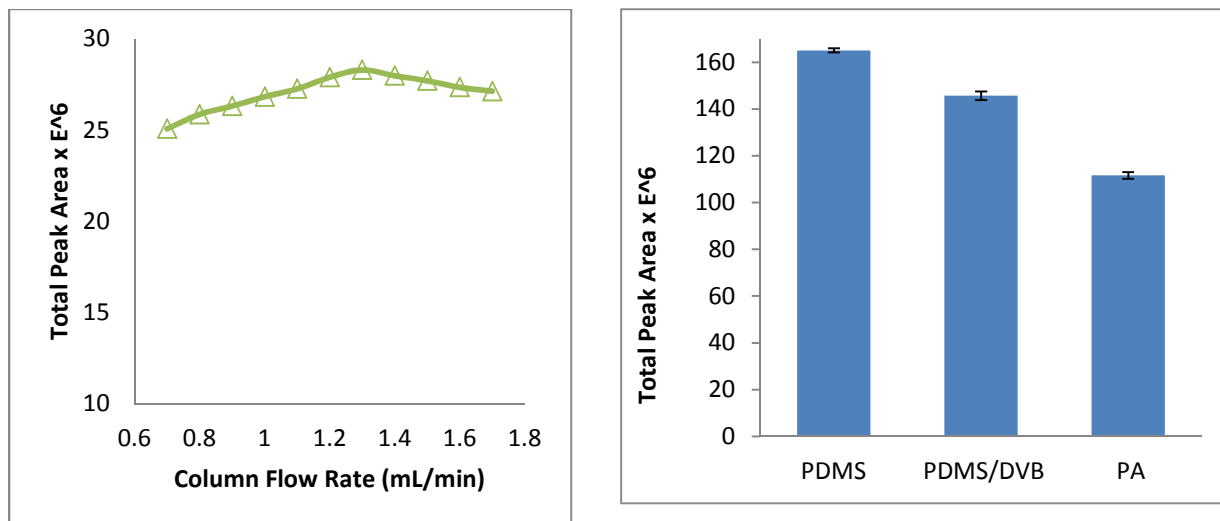 Total Peak Area x E^6
30
25
20
15
10
0.6 0.8 1 1.2 1.4 1.6 1.8
Column Flow Rate (mL/min)
Total Peak Area x E^6
160
140
120
100
80
60
40
20
0
PDMS PDMS/DVB PA